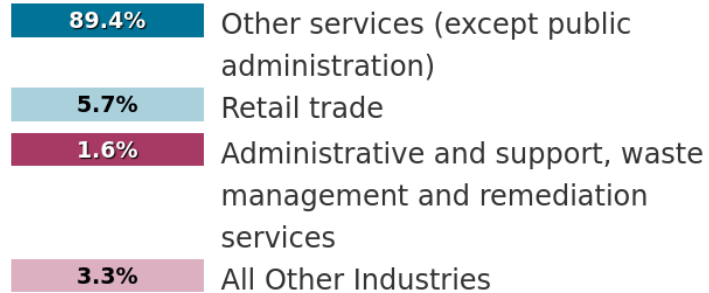 89.4% Other services (except public
administration)
5.7% Retail trade
1.6% Administrative and support, waste
management and remediation
services
3.3% All Other Industries